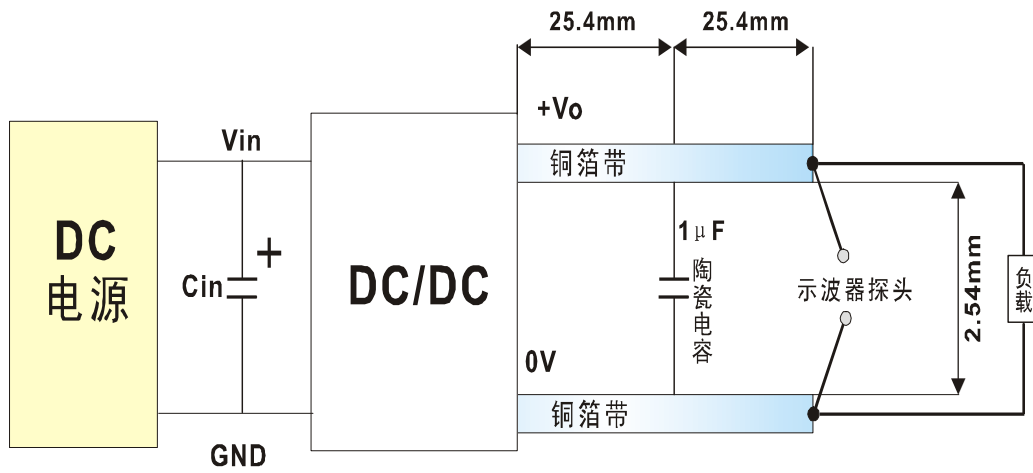 25.4mm 25.4mm
+Vo
Vin
铜箔带
DC
电源
Cin
+
DC/DC
1μF
陶瓷电容
示波器探头
2.54mm
负载
0V
铜箔带
GND